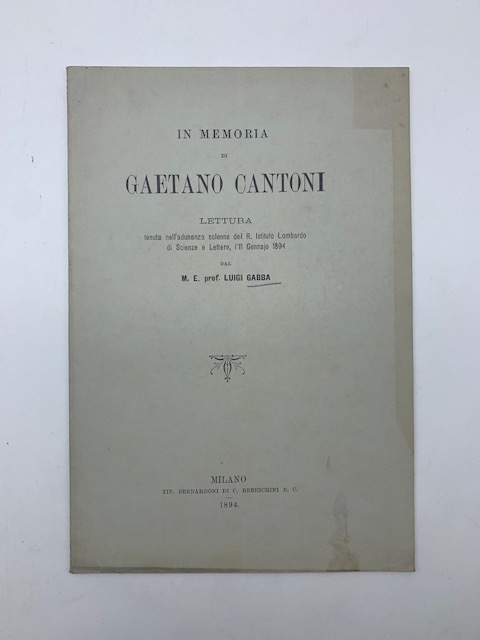 IN MEMORIA
DI
GAETANO CANTONI
LETTURA
tenuta nell'adunanza solenne del R. Istituto Lombardo
di Scienze e Lettere, l'11 Gennajo 1894
DAL
M. E. prof. LUIGI GABBA
MILANO
TIP. BERNARDONI DI C. REBESCHINI E. C.
1894.